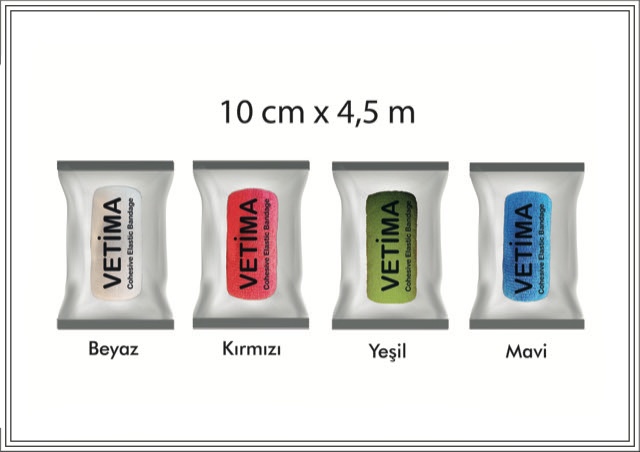 10 cm x 4,5 m
VETİMA
Cohesive Elastic Bandage
VETİMA
Cohesive Elastic Bandage
VETİMA
Cohesive Elastic Bandage
VETİMA
Cohesive Elastic Bandage
Beyaz
Kırmızı
Yeşil
Mavi